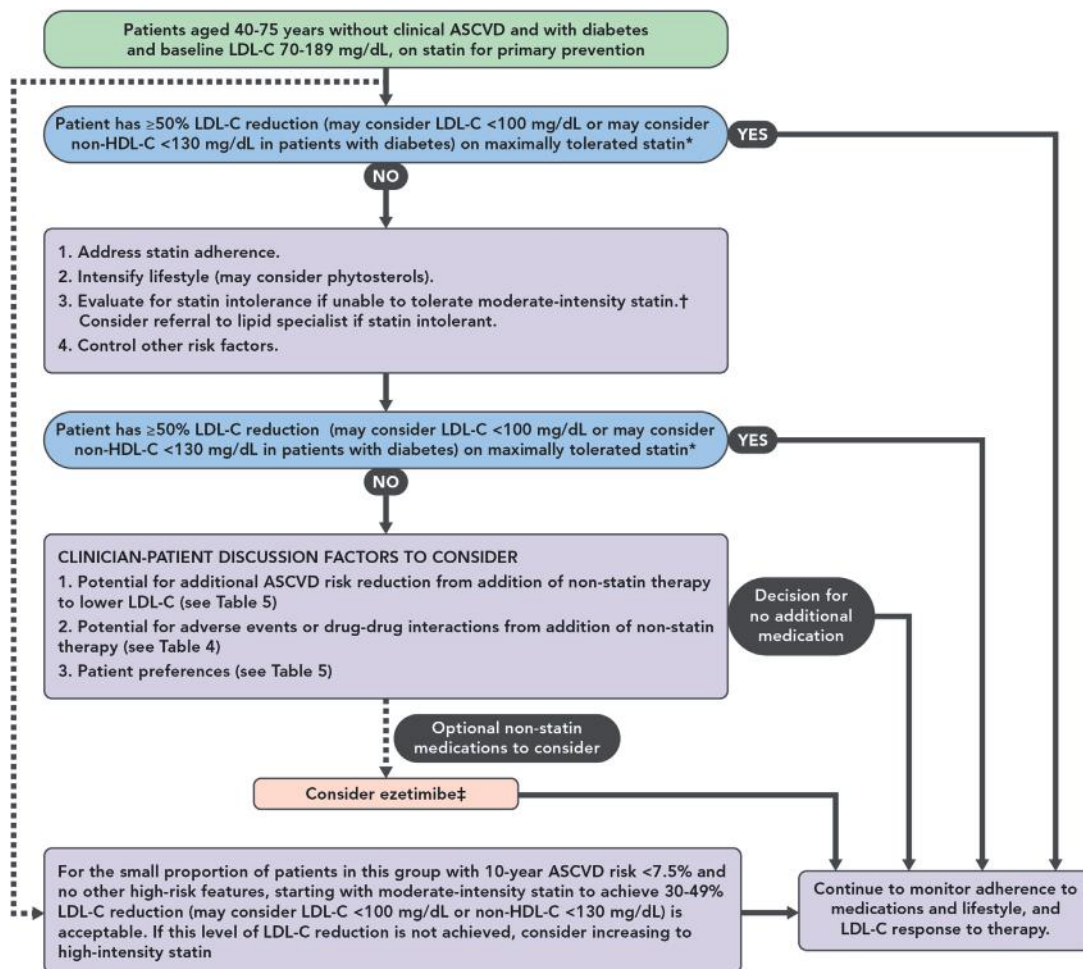 Patients aged 40-75 years without clinical ASCVD and with diabetes
and baseline LDL-C 70-189 mg/dL, on statin for primary prevention
Patient has ≥50% LDL-C reduction (may consider LDL-C <100 mg/dL or may consider
non-HDL-C <130 mg/dL in patients with diabetes) on maximally tolerated statin*
YES
NO
1. Address statin adherence.
2. Intensify lifestyle (may consider phytosterols).
3. Evaluate for statin intolerance if unable to tolerate moderate-intensity statin.†
Consider referral to lipid specialist if statin intolerant.
4. Control other risk factors.
Patient has ≥50% LDL-C reduction (may consider LDL-C <100 mg/dL or may consider
non-HDL-C <130 mg/dL in patients with diabetes) on maximally tolerated statin*
YES
NO
CLINICIAN-PATIENT DISCUSSION FACTORS TO CONSIDER
1. Potential for additional ASCVD risk reduction from addition of non-statin therapy
to lower LDL-C (see Table 5)
2. Potential for adverse events or drug-drug interactions from addition of non-statin
therapy (see Table 4)
3. Patient preferences (see Table 5)
Decision for
no additional
medication
Optional non-statin
medications to consider
Consider ezetimibe‡
For the small proportion of patients in this group with 10-year ASCVD risk <7.5% and
no other high-risk features, starting with moderate-intensity statin to achieve 30-49%
LDL-C reduction (may consider LDL-C <100 mg/dL or non-HDL-C <130 mg/dL) is
acceptable. If this level of LDL-C reduction is not achieved, consider increasing to
high-intensity statin
Continue to monitor adherence to
medications and lifestyle, and
LDL-C response to therapy.